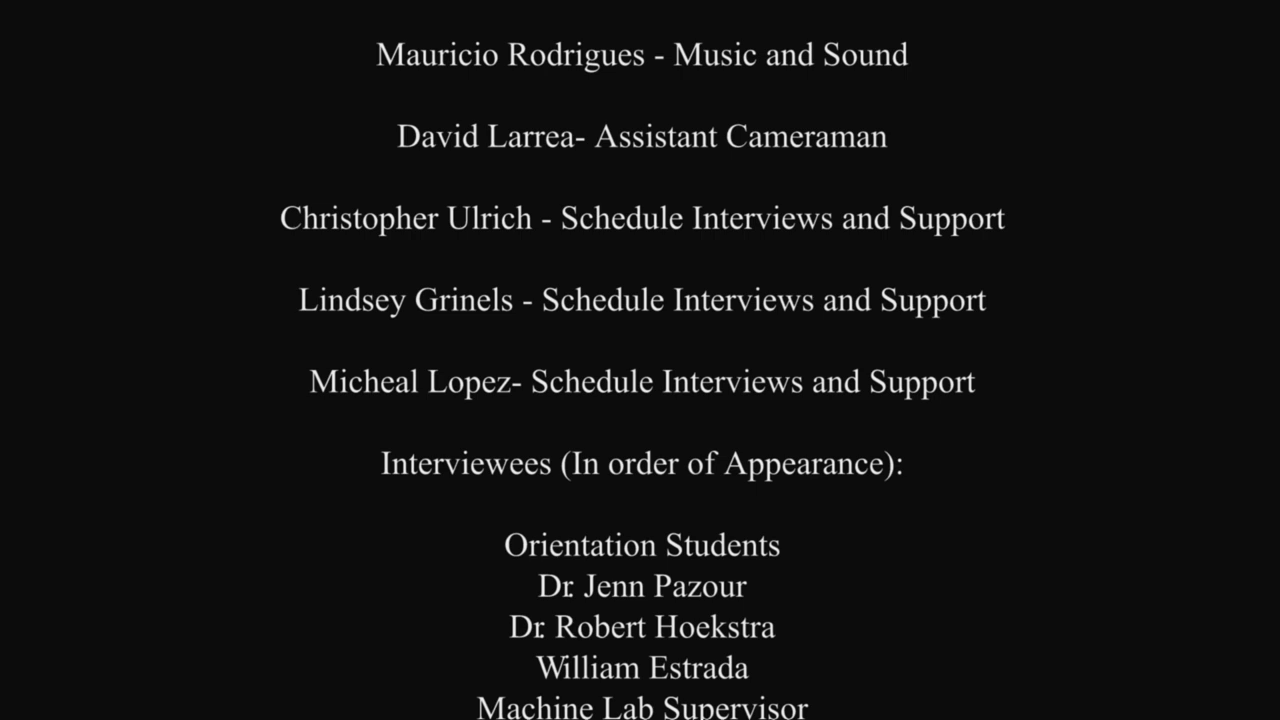 Mauricio Rodrigues - Music and Sound
David Larrea- Assistant Cameraman
Christopher Ulrich - Schedule Interviews and Support
Lindsey Grinels - Schedule Interviews and Support
Micheal Lopez- Schedule Interviews and Support
Interviewees (In order of Appearance):
Orientation Students
Dr. Jenn Pazour
Dr. Robert Hoekstra
William Estrada
Machine Lab Supervisor